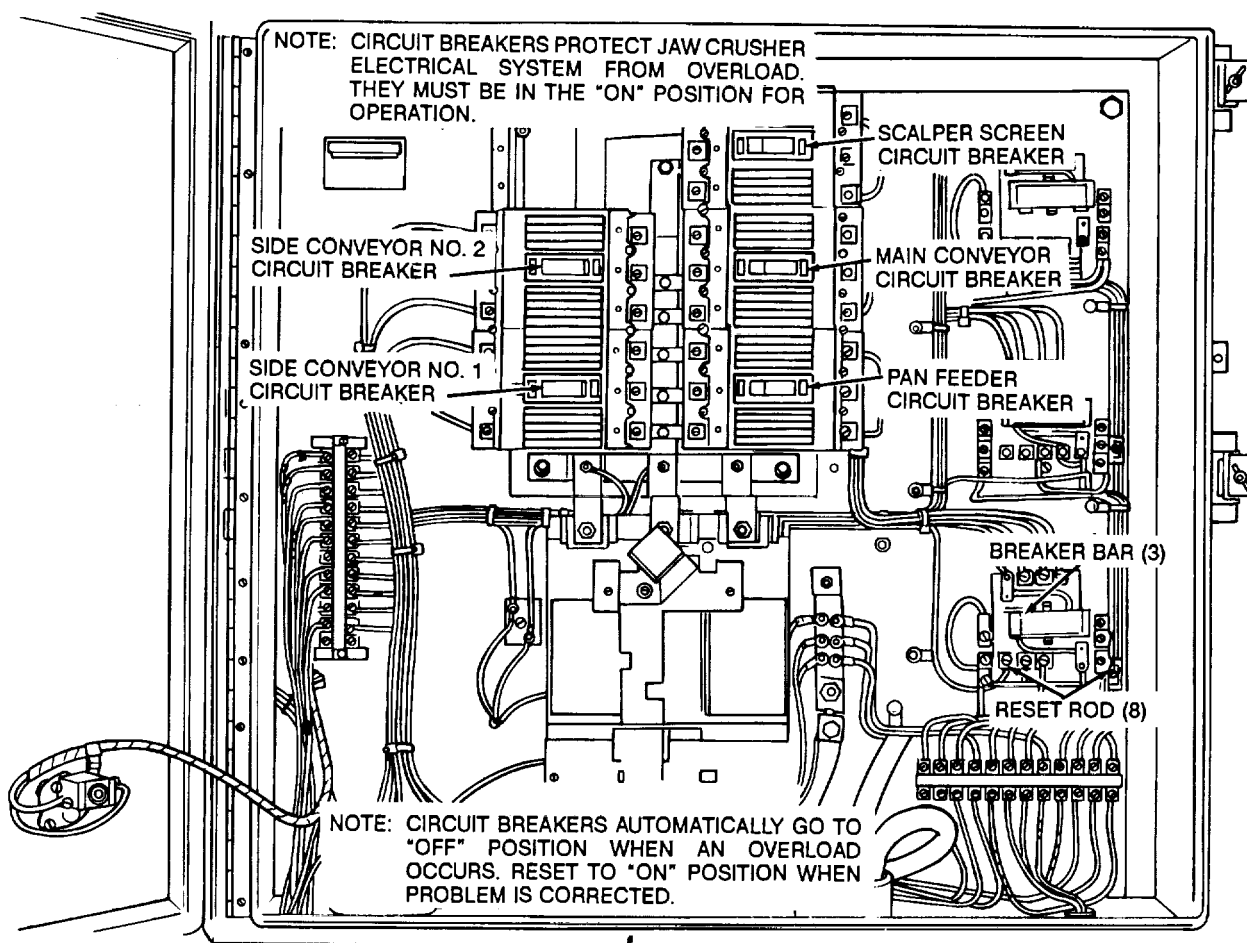 NOTE: CIRCUIT BREAKERS PROTECT JAW CRUSHER
ELECTRICAL SYSTEM FROM OVERLOAD.
THEY MUST BE IN THE "ON" POSITION FOR
OPERATION.
SCALPER SCREEN
CIRCUIT BREAKER
SIDE CONVEYOR NO. 2
CIRCUIT BREAKER
MAIN CONVEYOR
CIRCUIT BREAKER
SIDE CONVEYOR NO. 1
CIRCUIT BREAKER
PAN FEEDER
CIRCUIT BREAKER
BREAKER BAR (3)
RESET ROD (8)
NOTE: CIRCUIT BREAKERS AUTOMATICALLY GO TO
"OFF" POSITION WHEN AN OVERLOAD
OCCURS. RESET TO "ON" POSITION WHEN
PROBLEM IS CORRECTED.